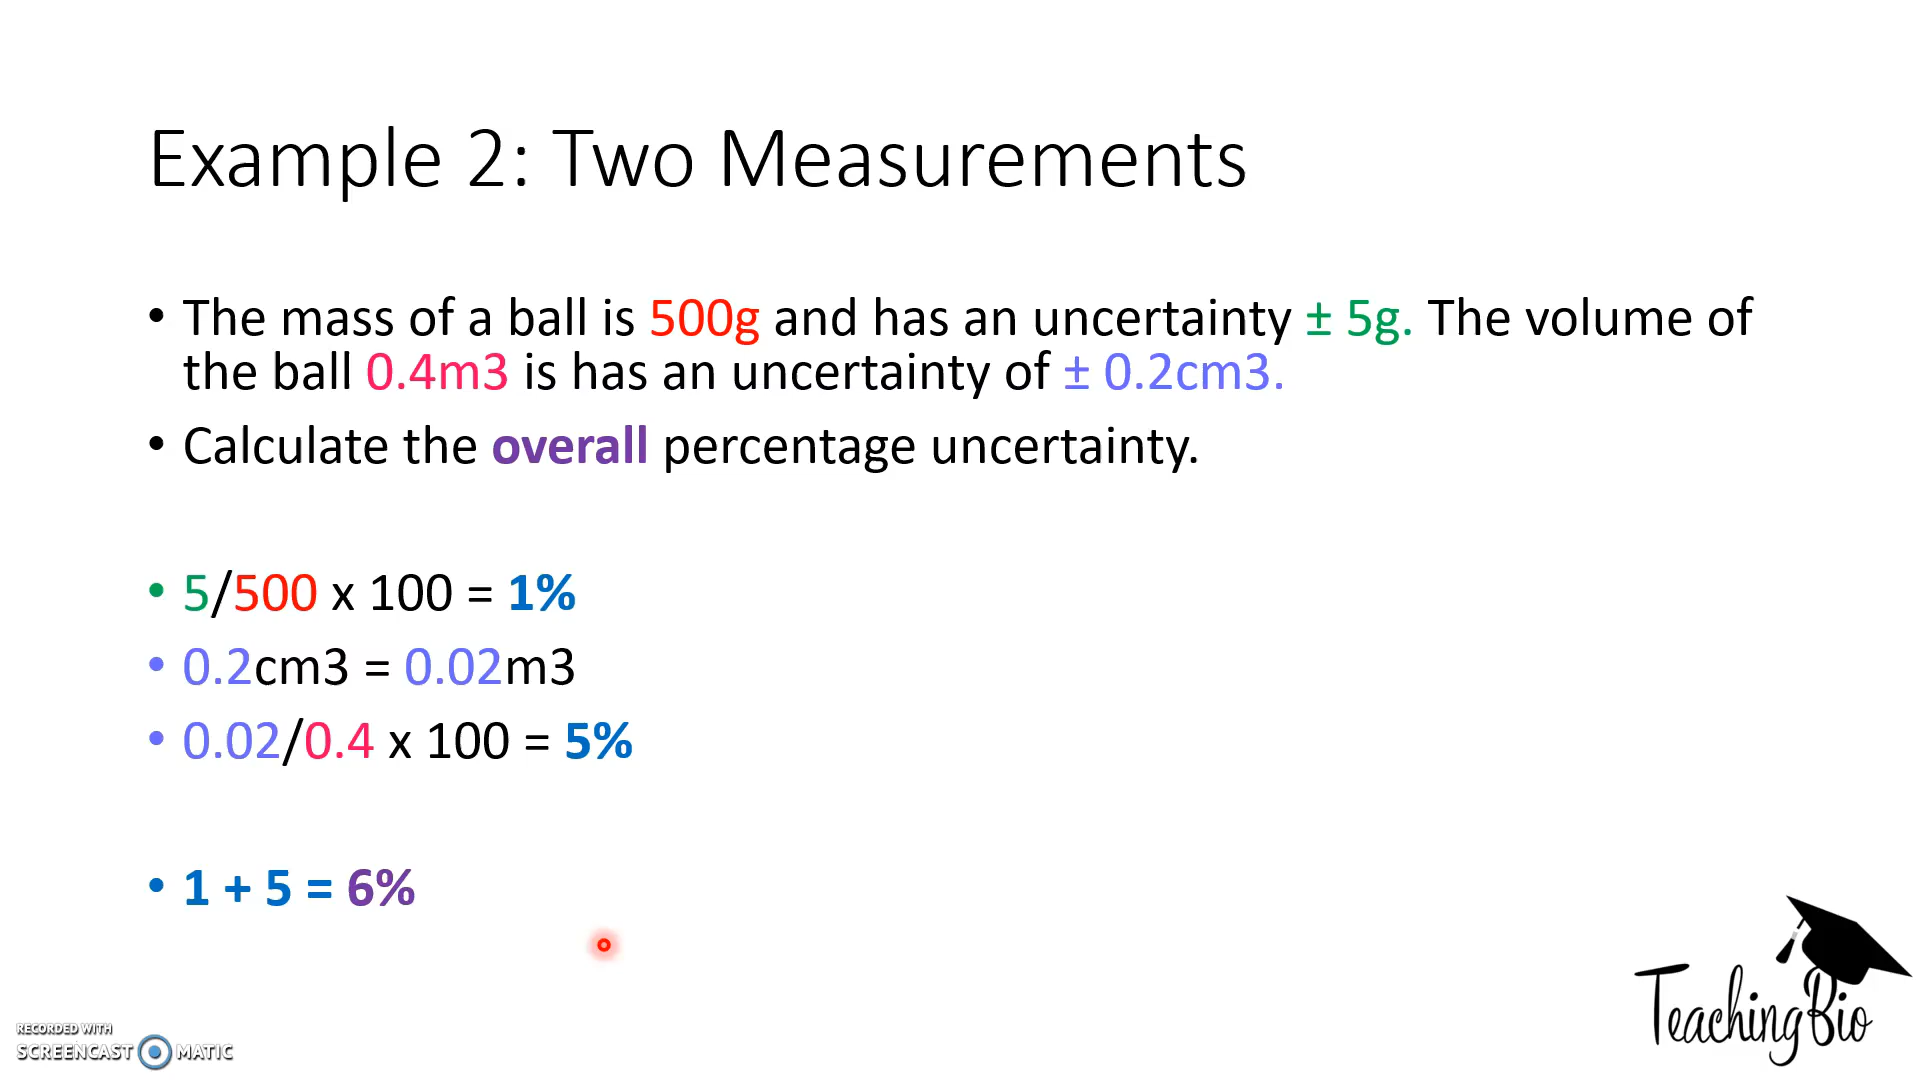 Example 2: Two Measurements
• The mass of a ball is 500g and has an uncertainty ± 5g. The volume of
the ball 0.4m3 is has an uncertainty of ± 0.2cm3.
• Calculate the overall percentage uncertainty.
• 5/500 x 100 = 1%
• 0.2cm3 = 0.02m3
• 0.02/0.4 x 100 = 5%
• 1 + 5 = 6%
RECORDED WITH
SCREENCAST MATIC
TeachingBio